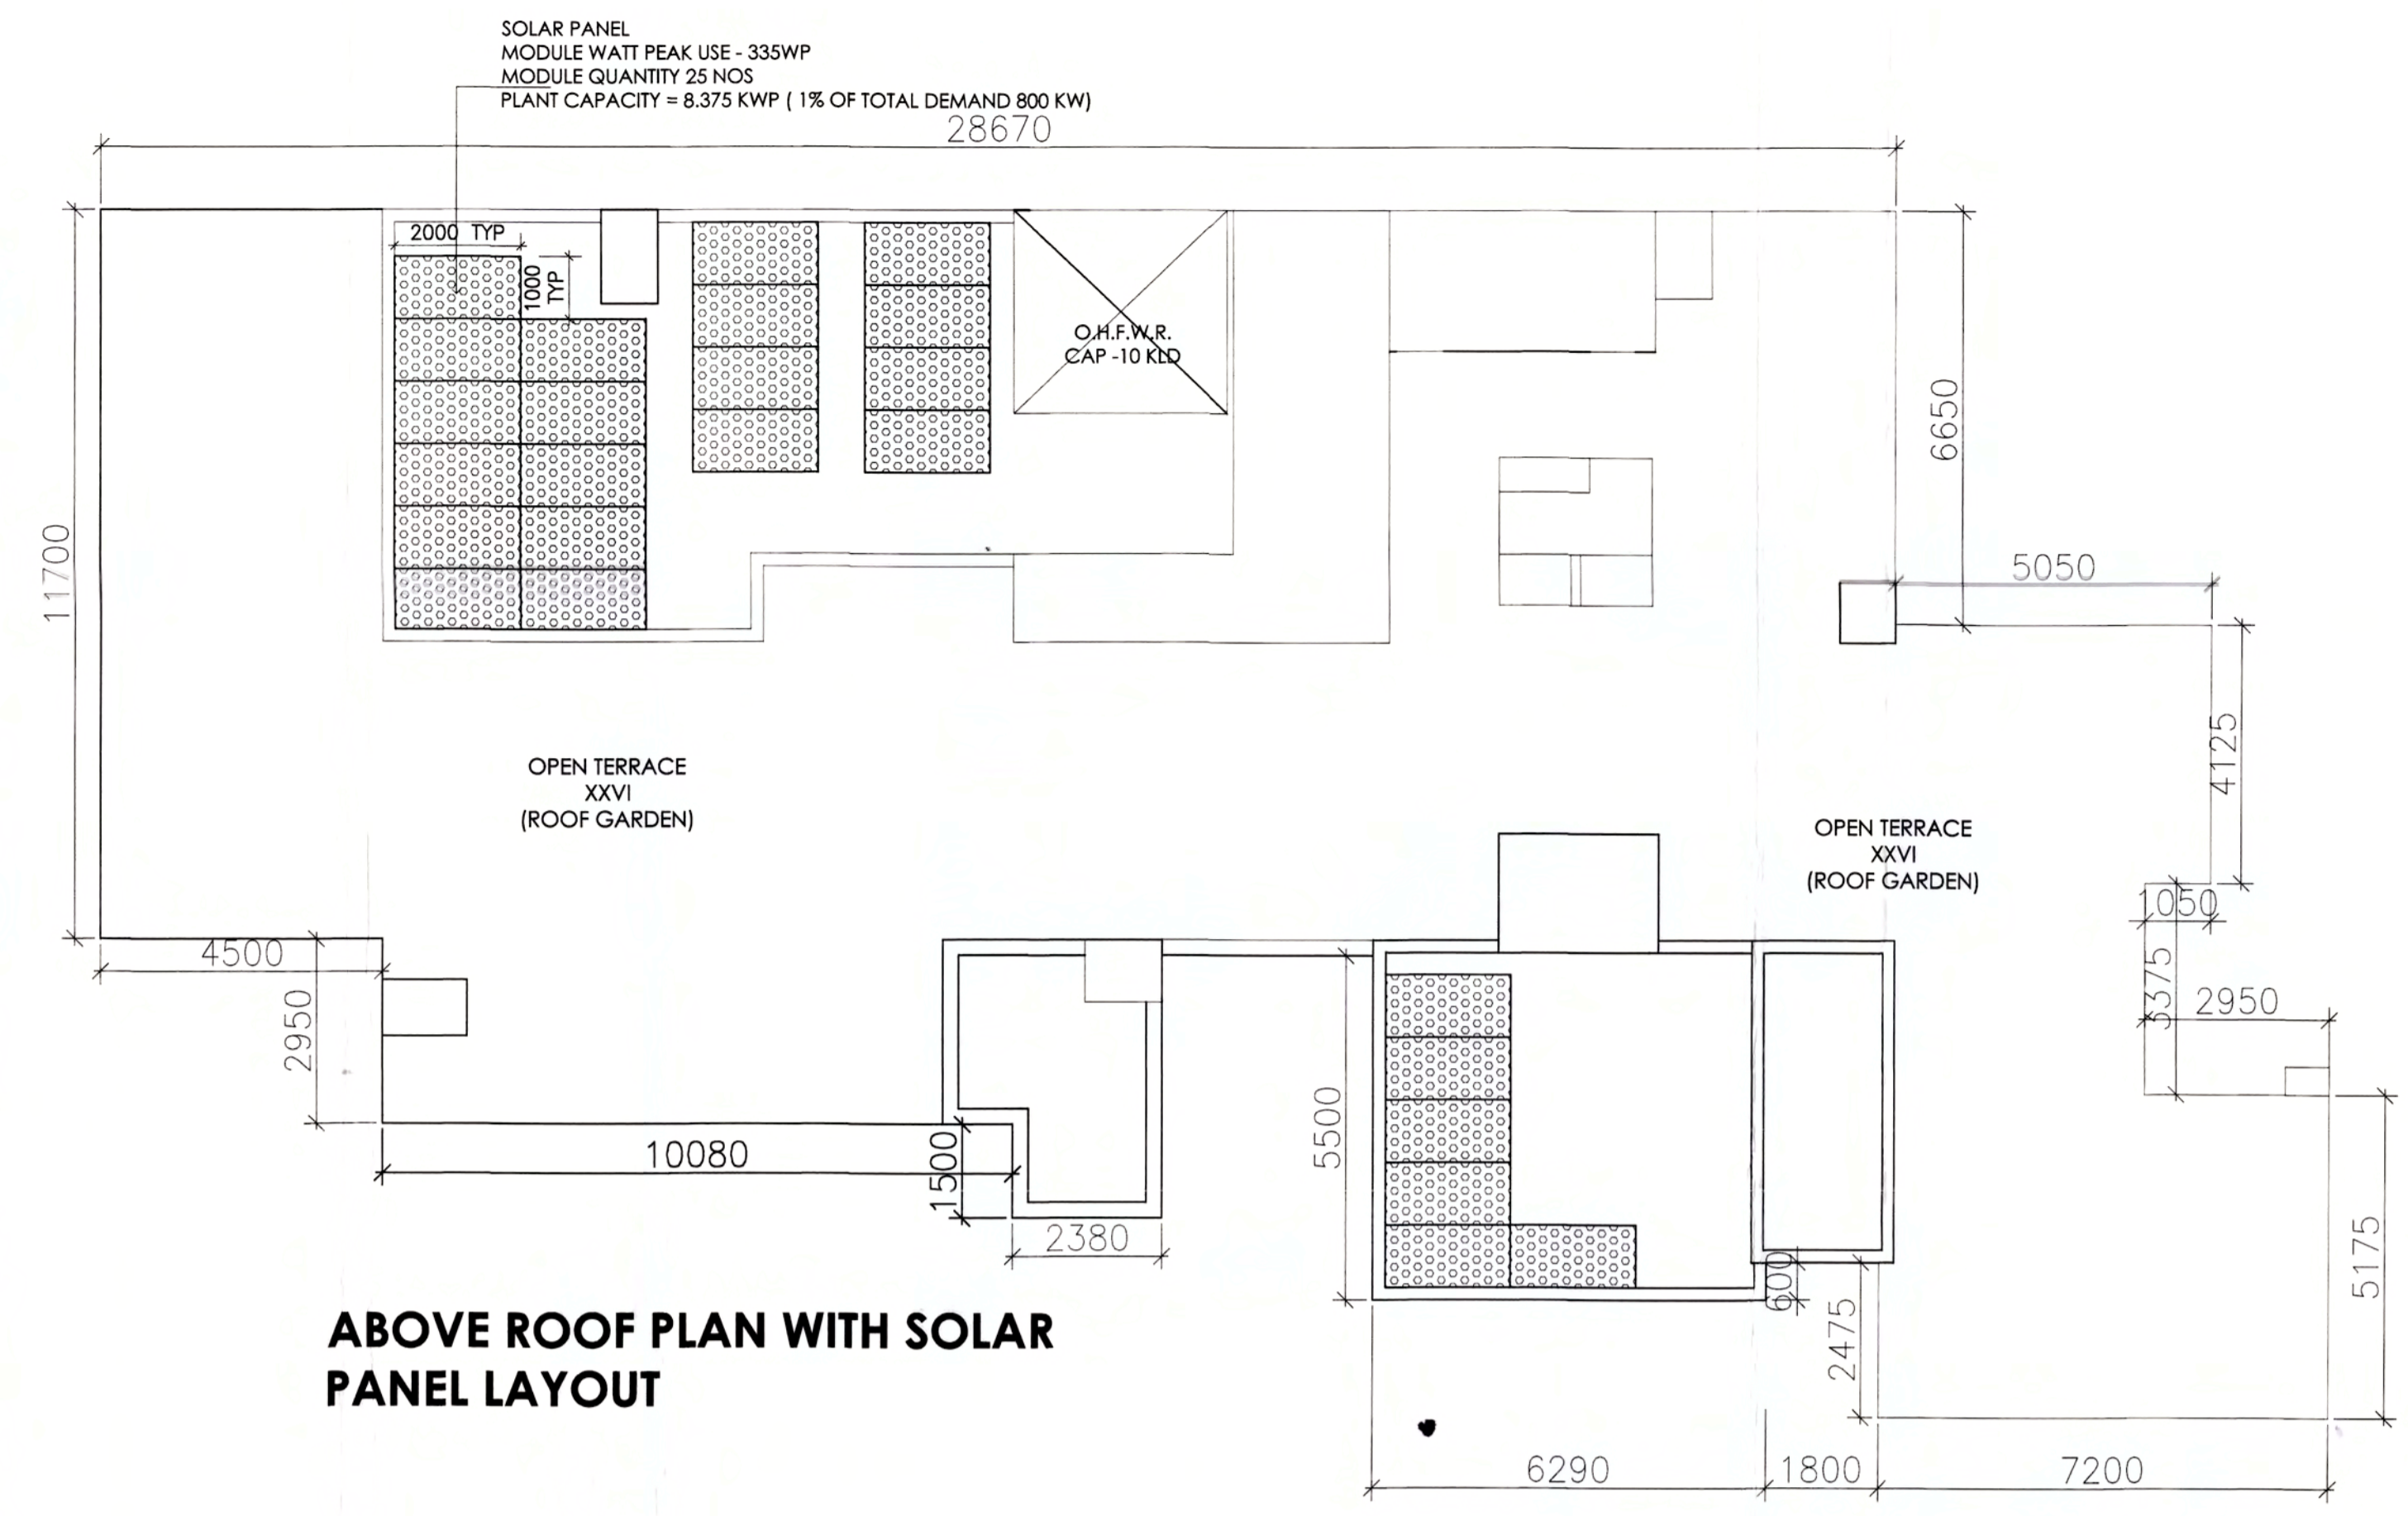 SOLAR PANEL
MODULE WATT PEAK USE - 335WP
MODULE QUANTITY 25 NOS
PLANT CAPACITY = 8.375 KWP ( 1% OF TOTAL DEMAND 800 KW)
28670
2000 TYP
1000
TYP
O.H.F.W.R.
CAP -10 KLD
6650
11700
5050
4125
OPEN TERRACE
XXVI
(ROOF GARDEN)
OPEN TERRACE
XXVI
(ROOF GARDEN)
1050
4500
2950
3375
2950
5500
10080
1500
2380
600
2475
5175
ABOVE ROOF PLAN WITH SOLAR
PANEL LAYOUT
6290
1800
7200